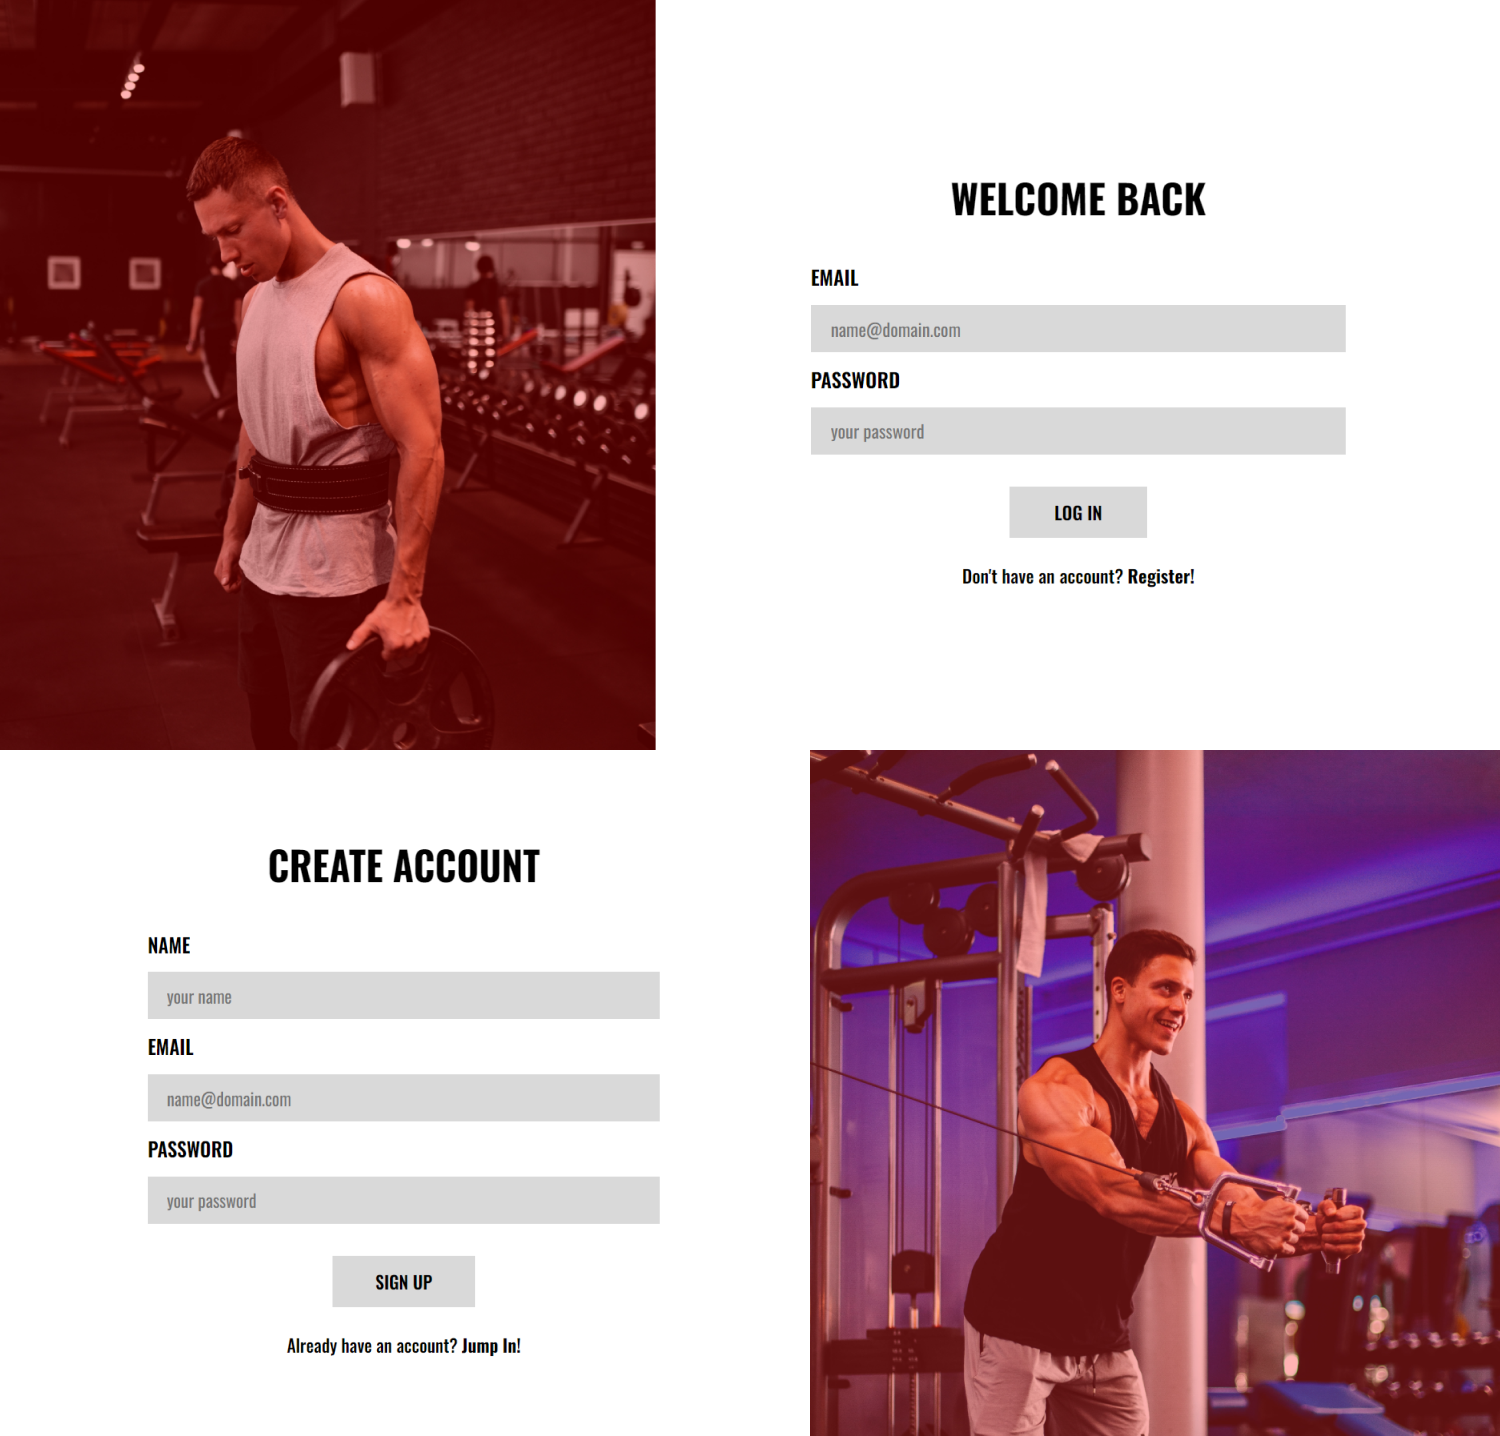 WELCOME BACK
EMAIL
name@domain.com
PASSWORD
your password
LOG IN
Don't have an account? Register!
CREATE ACCOUNT
NAME
your name
EMAIL
name@domain.com
PASSWORD
your password
SIGN UP
Already have an account? Jump In!